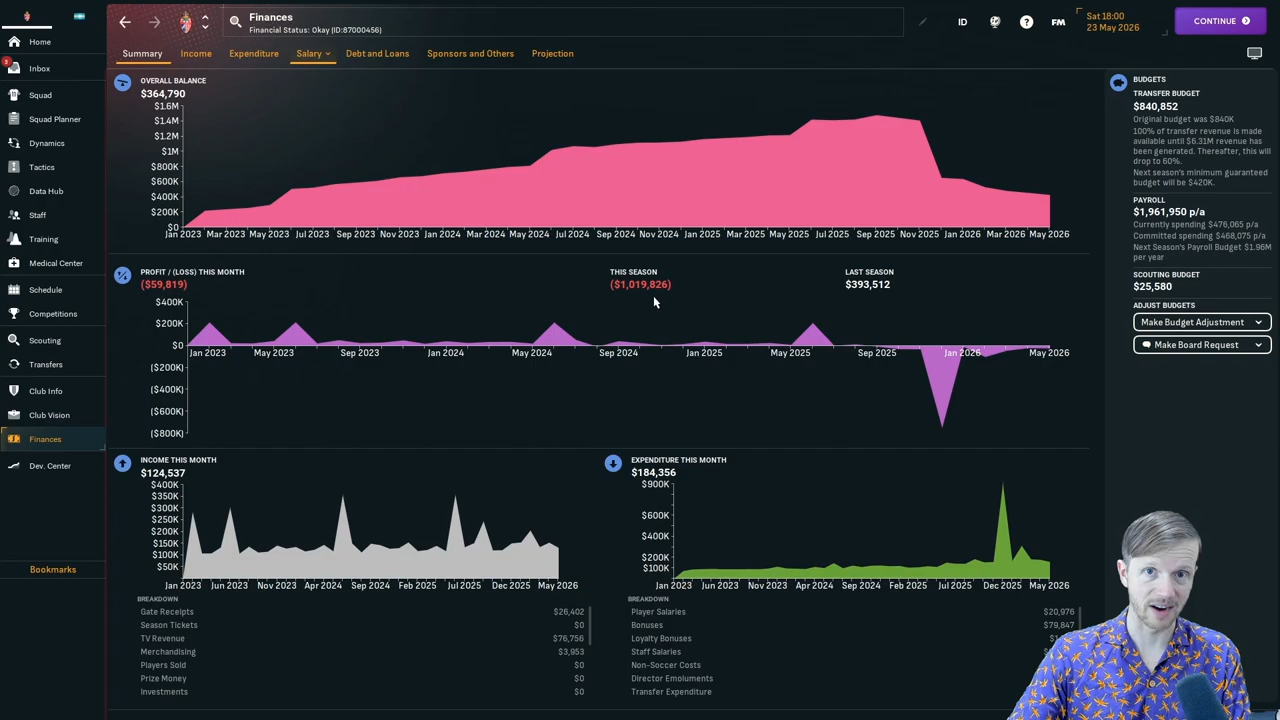 Finances
Financial Status: Okay (ID:87000456)
ID
FM
Sat 18:00
23 May 2026
CONTINUE
Summary
Income
Expenditure
Salary
Debt and Loans
Sponsors and Others
Projection
Home
3
Inbox
Squad
Squad Planner
Dynamics
Tactics
Data Hub
Staff
Training
Medical Center
Schedule
Competitions
Scouting
Transfers
Club Info
Club Vision
Finances
Dev. Center
Bookmarks
OVERALL BALANCE
$364,790
$1.6M
$1.4M
$1.2M
$1M
$800K
$600K
$400K
$200K
$0
Jan 2023 Mar 2023 May 2023 Jul 2023 Sep 2023 Nov 2023 Jan 2024 Mar 2024 May 2024 Jul 2024 Sep 2024 Nov 2024 Jan 2025 Mar 2025 May 2025 Jul 2025 Sep 2025 Nov 2025 Jan 2026 Mar 2026 May 2026
PROFIT / (LOSS) THIS MONTH
($59,819)
THIS SEASON
($1,019,826)
LAST SEASON
$393,512
$400K
$200K
$0
($200K)
($400K)
($600K)
($800K)
Jan 2023 May 2023 Sep 2023 Jan 2024 May 2024 Sep 2024 Jan 2025 May 2025 Sep 2025 Jan 2026 May 2026
INCOME THIS MONTH
$124,537
$400K
$350K
$300K
$250K
$200K
$150K
$100K
$50K
Jan 2023 Jun 2023 Nov 2023 Apr 2024 Sep 2024 Feb 2025 Jul 2025 Dec 2025 May 2026
BREAKDOWN
Gate Receipts $26,402
Season Tickets $0
TV Revenue $76,756
Merchandising $3,953
Players Sold $0
Prize Money $0
Investments $0
EXPENDITURE THIS MONTH
$184,356
$900K
$600K
$400K
$200K
$100K
Jan 2023 Jun 2023 Nov 2023 Apr 2024 Sep 2024 Feb 2025 Jul 2025 Dec 2025 May 2026
BREAKDOWN
Player Salaries $20,976
Bonuses $79,847
Loyalty Bonuses
Staff Salaries
Non-Soccer Costs
Director Emoluments
Transfer Expenditure
BUDGETS
TRANSFER BUDGET
$840,852
Original budget was $840K
100% of transfer revenue is made
available until $6.31M revenue has
been generated. Thereafter, this will
drop to 60%.
Next season's minimum guaranteed
budget will be $420K.
PAYROLL
$1,961,950 p/a
Currently spending $476,065 p/a
Committed spending $468,075 p/a
Next Season's Payroll Budget $1.96M
per year
SCOUTING BUDGET
$25,580
ADJUST BUDGETS
Make Budget Adjustment
Make Board Request